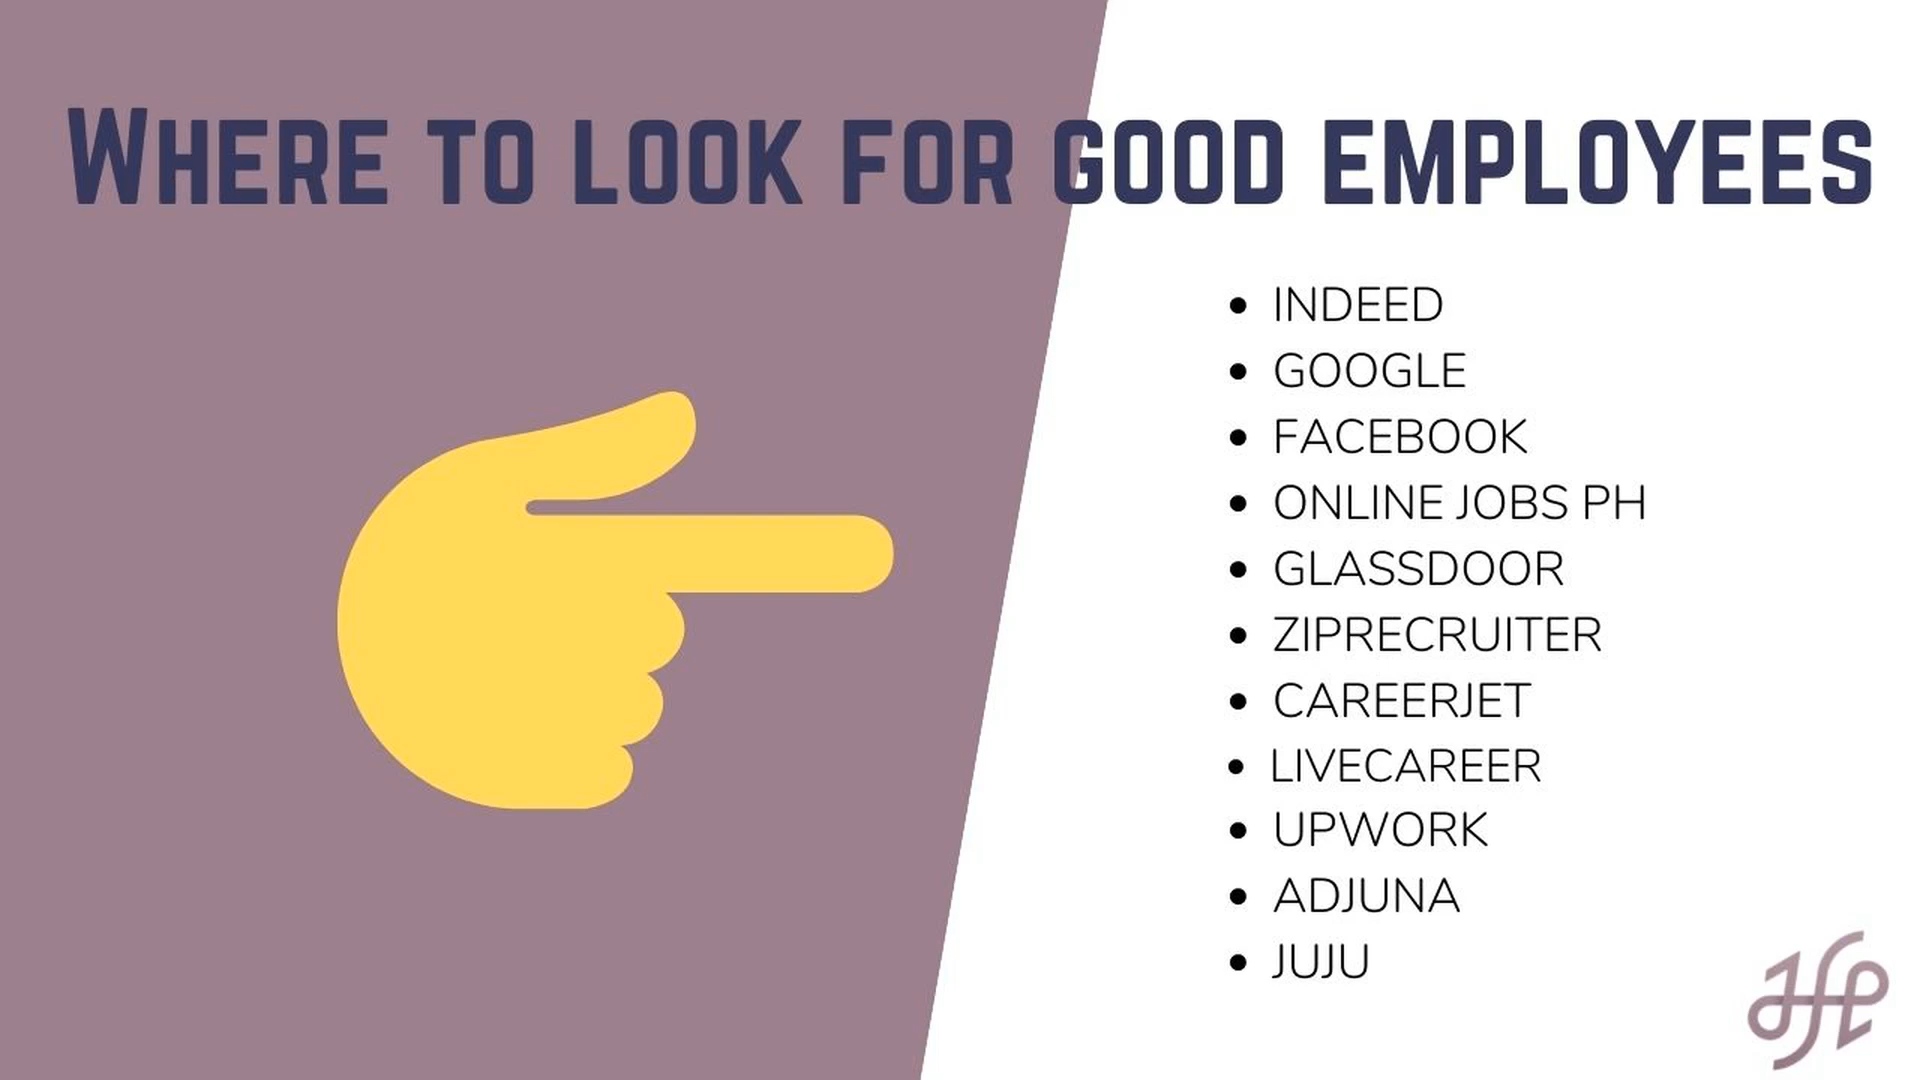 Where to look for good employees
• INDEED
• GOOGLE
• FACEBOOK
• ONLINE JOBS PH
• GLASSDOOR
• ZIPRECRUITER
• CAREERJET
• LIVECAREER
• UPWORK
• ADJUNA
• JUJU